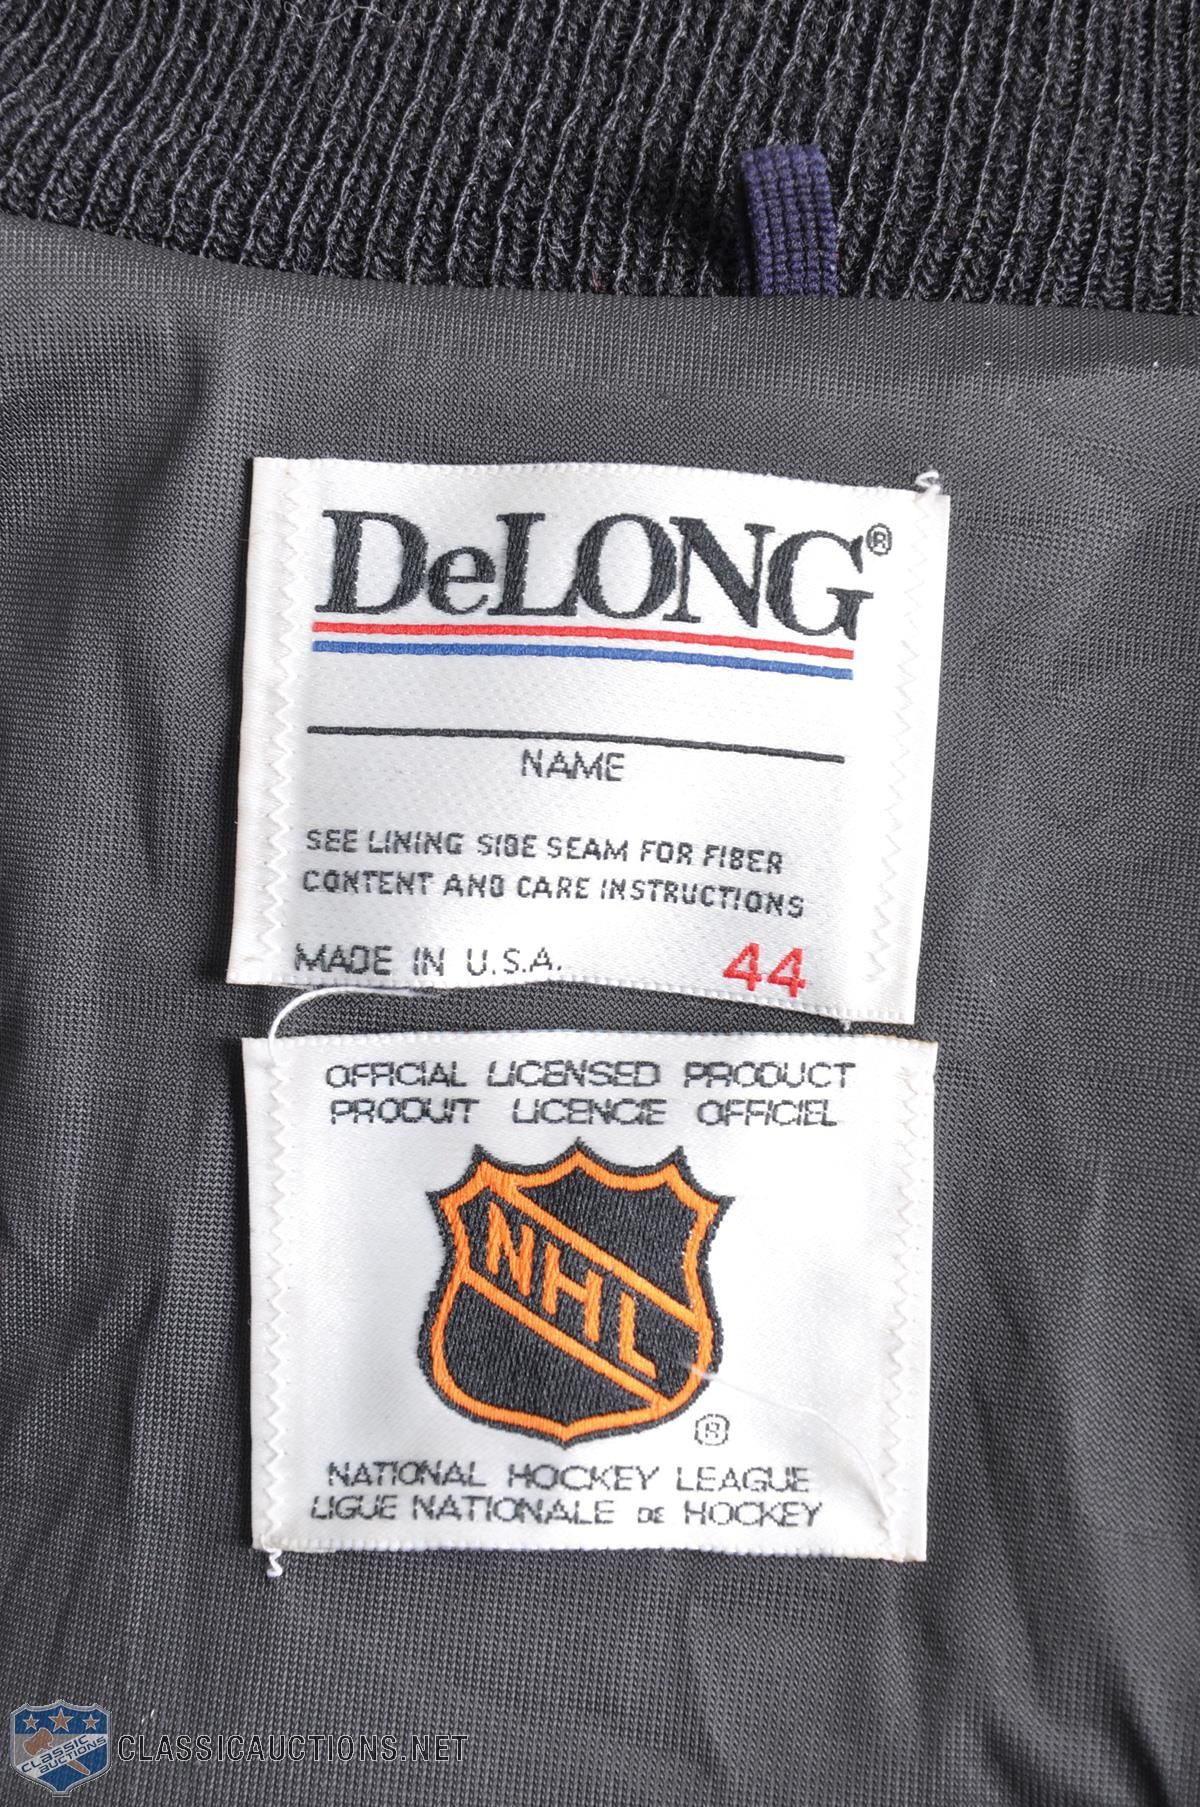 DeLONG®
NAME
SEE LINING SIDE SEAM FOR FIBER
CONTENT AND CARE INSTRUCTIONS
MADE IN U.S.A. 44
OFFICIAL LICENSED PRODUCT
PRODUIT LICENCIE OFFICIEL
NHL
®
NATIONAL HOCKEY LEAGUE
LIGUE NATIONALE DE HOCKEY
CLASSIC AUCTIONS
CLASSICAUCTIONS.NET